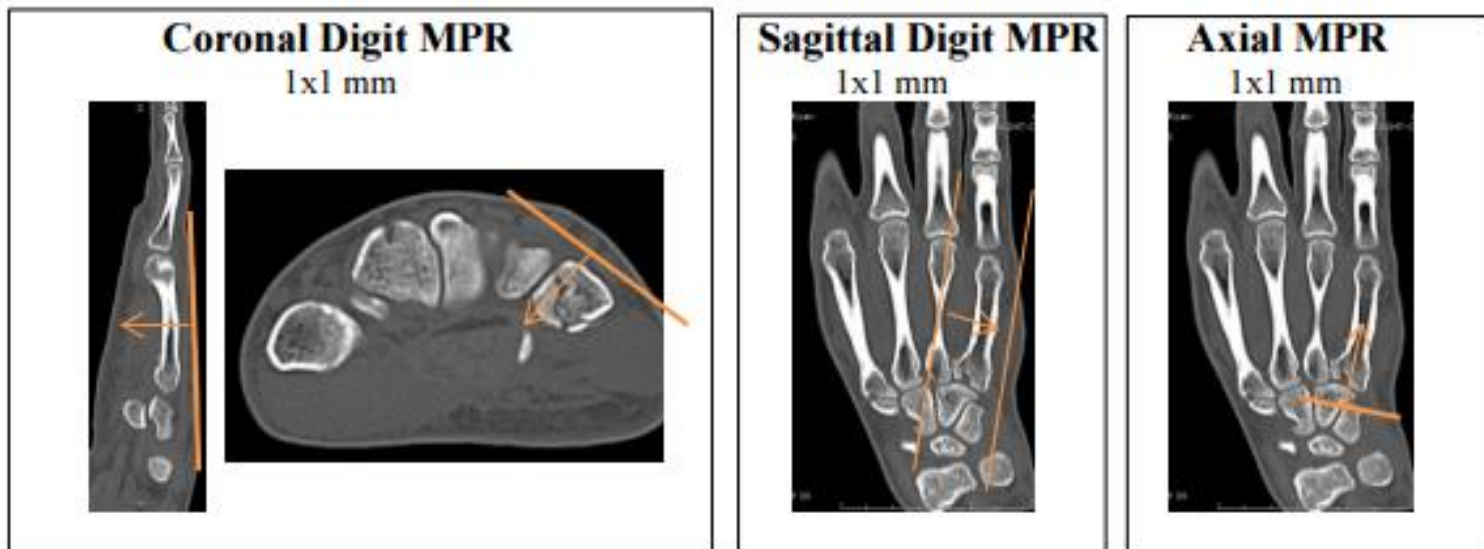 Coronal Digit MPR
1x1 mm
Sagittal Digit MPR
1x1 mm
Axial MPR
1x1 mm